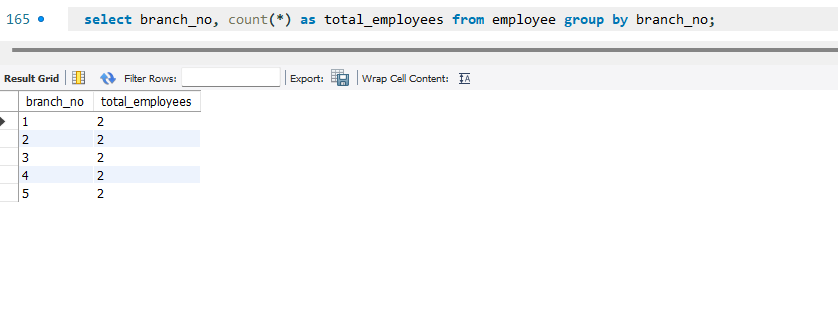 165 select branch_no, count(*) as total_employees from employee group by branch_no;
Result Grid Filter Rows: Export: Wrap Cell Content: IA
branch_no total_employees
1 2
2 2
3 2
4 2
5 2